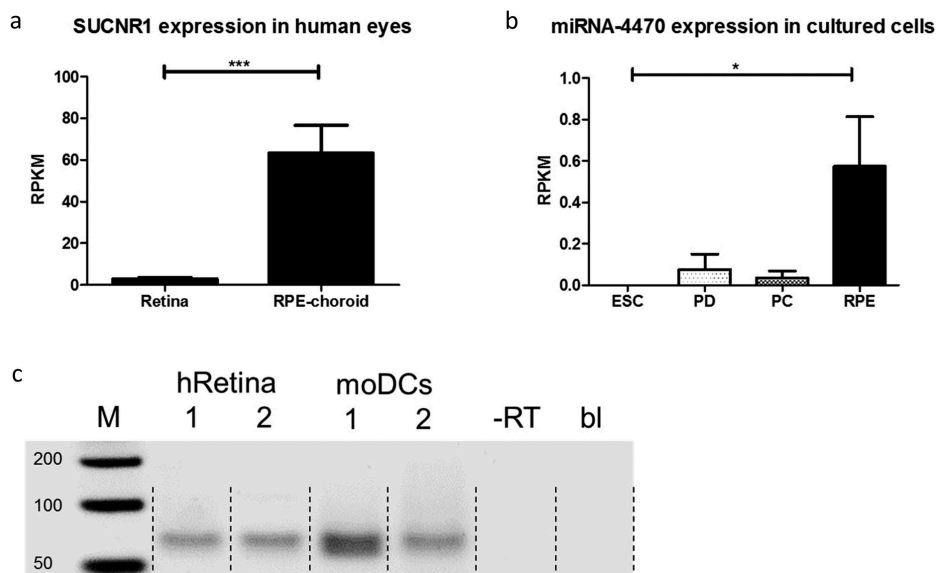 a
SUCNR1 expression in human eyes
***
RPKM
100
80
60
40
20
0
Retina RPE-choroid
b
miRNA-4470 expression in cultured cells
*
RPKM
1.0
0.8
0.6
0.4
0.2
0.0
ESC PD PC RPE
c
hRetina moDCs
M 1 2 1 2 -RT bl
200
100
50